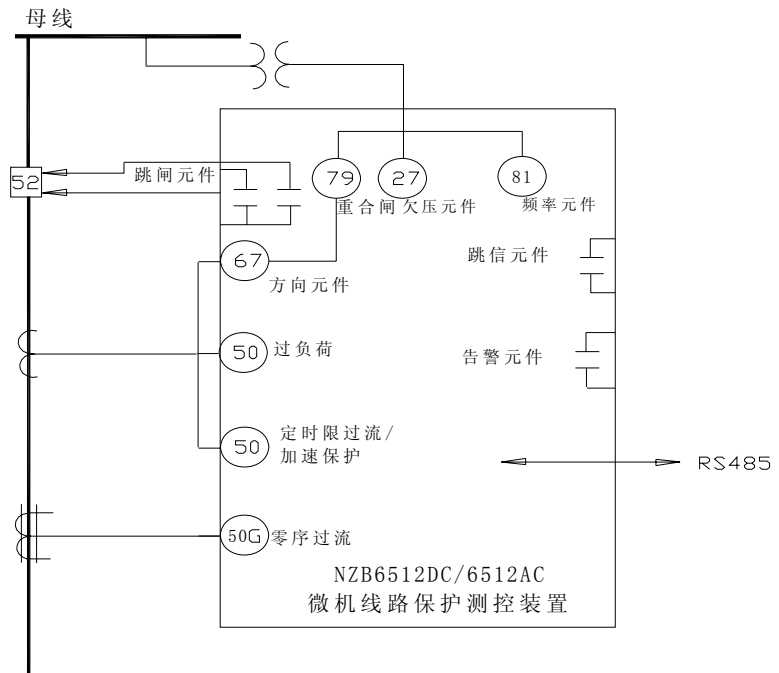 母线
52
跳闸元件
79
27
81
重合闸 欠压元件
频率元件
67
方向元件
跳信元件
50
过负荷
告警元件
50
定时限过流/
加速保护
RS485
50G
零序过流
NZB6512DC/6512AC
微机线路保护测控装置